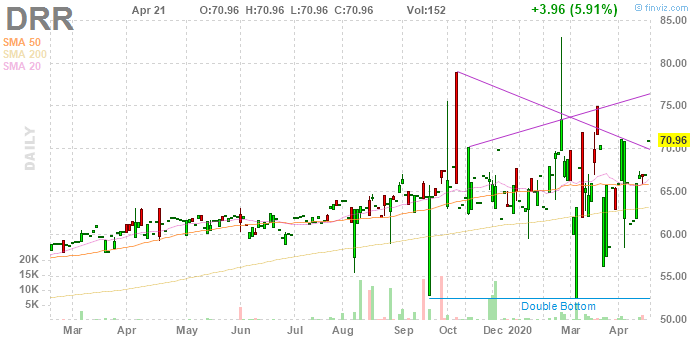 DRR
Apr 21 O:70.96 H:70.96 L:70.96 C:70.96 Vol:152 +3.96 (5.91%)
© finviz.com
SMA 50
SMA 200
SMA 20
DAILY
85.00
80.00
75.00
70.96
70.00
65.00
60.00
55.00
50.00
20K
15K
10K
5K
Double Bottom
Mar Apr May Jun Jul Aug Sep Oct Dec 2020 Mar Apr